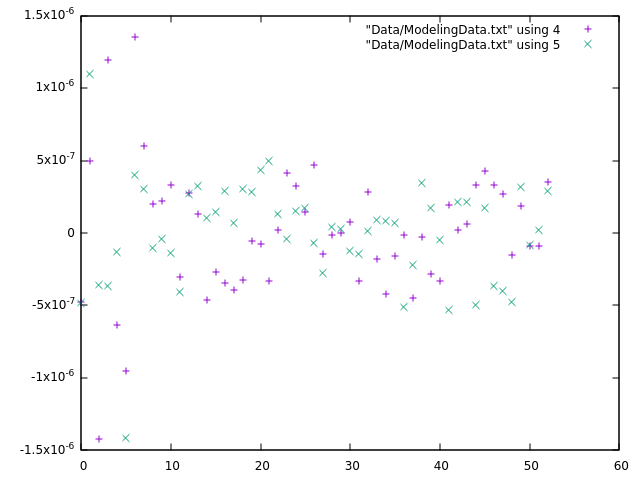 1.5x10⁻⁶
"Data/ModelingData.txt" using 4
"Data/ModelingData.txt" using 5
1x10⁻⁶
5x10⁻⁷
0
-5x10⁻⁷
-1x10⁻⁶
-1.5x10⁻⁶
0 10 20 30 40 50 60